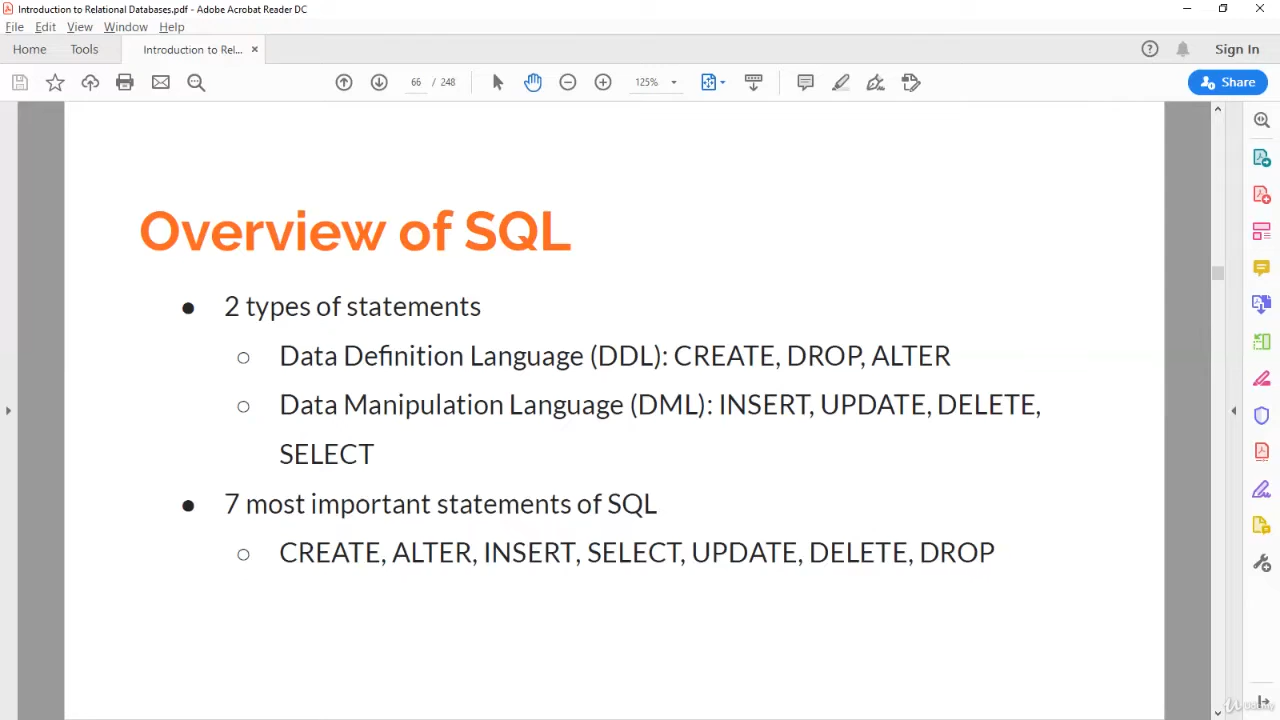 Introduction to Relational Databases.pdf - Adobe Acrobat Reader DC
File Edit View Window Help
Home Tools Introduction to Rel... × Sign In
66 / 248 125% Share
Overview of SQL
● 2 types of statements
○ Data Definition Language (DDL): CREATE, DROP, ALTER
○ Data Manipulation Language (DML): INSERT, UPDATE, DELETE,
SELECT
● 7 most important statements of SQL
○ CREATE, ALTER, INSERT, SELECT, UPDATE, DELETE, DROP
Udemy